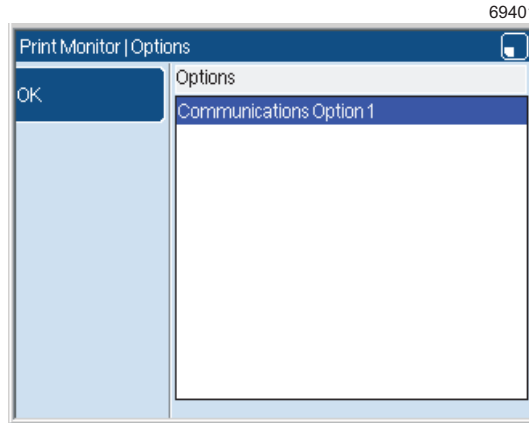 6940
Print Monitor | Options
OK
Options
Communications Option 1